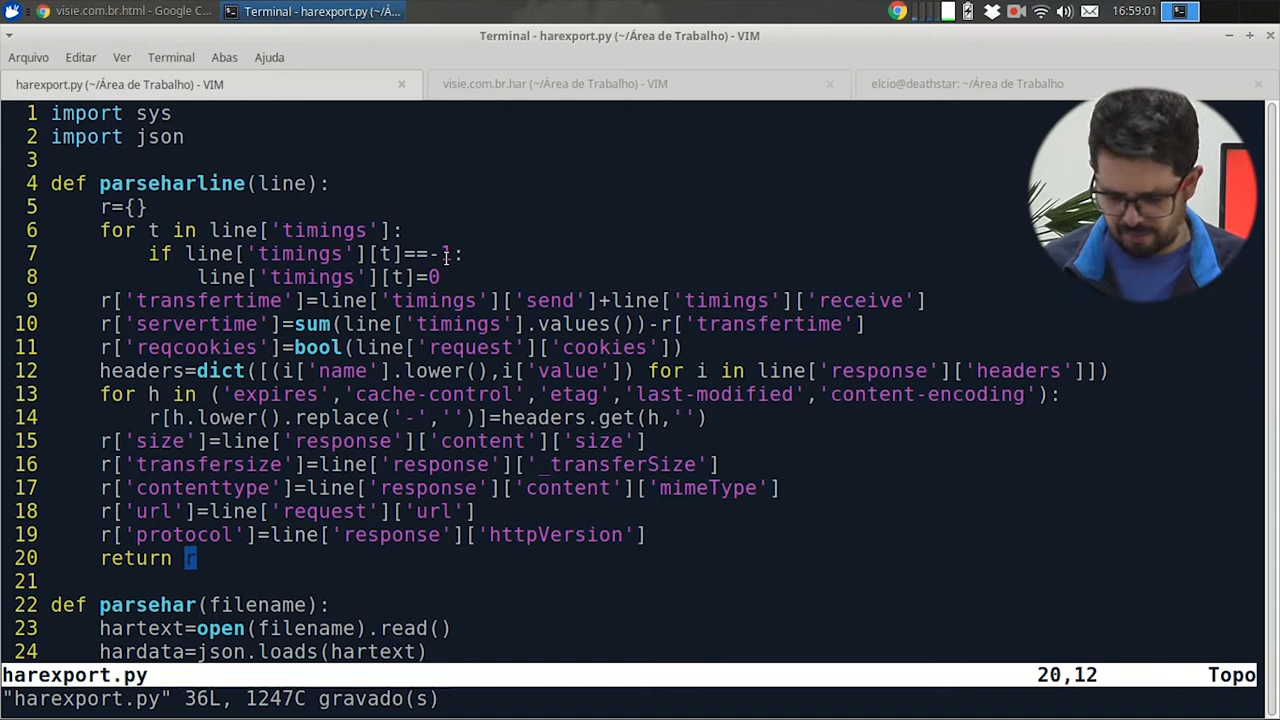 visie.com.br.html - Google C...
Terminal - harexport.py (~/Á...
16:59:01
Terminal - harexport.py (~/Área de Trabalho) - VIM
Arquivo Editar Ver Terminal Abas Ajuda
harexport.py (~/Área de Trabalho) - VIM
visie.com.br.har (~/Área de Trabalho) - VIM
elcio@deathstar: ~/Área de Trabalho
1 import sys
2 import json
3
4 def parseharline(line):
5     r={}
6     for t in line['timings']:
7         if line['timings'][t]==-1:
8             line['timings'][t]=0
9     r['transfertime']=line['timings']['send']+line['timings']['receive']
10     r['servertime']=sum(line['timings'].values())-r['transfertime']
11     r['reqcookies']=bool(line['request']['cookies'])
12     headers=dict([(i['name'].lower(),i['value']) for i in line['response']['headers']])
13     for h in ('expires','cache-control','etag','last-modified','content-encoding'):
14         r[h.lower().replace('-','')]=headers.get(h,'')
15     r['size']=line['response']['content']['size']
16     r['transfersize']=line['response']['_transferSize']
17     r['contenttype']=line['response']['content']['mimeType']
18     r['url']=line['request']['url']
19     r['protocol']=line['response']['httpVersion']
20     return r
21
22 def parsehar(filename):
23     hartext=open(filename).read()
24     hardata=json.loads(hartext)
harexport.py 20,12 Topo
"harexport.py" 36L, 1247C gravado(s)